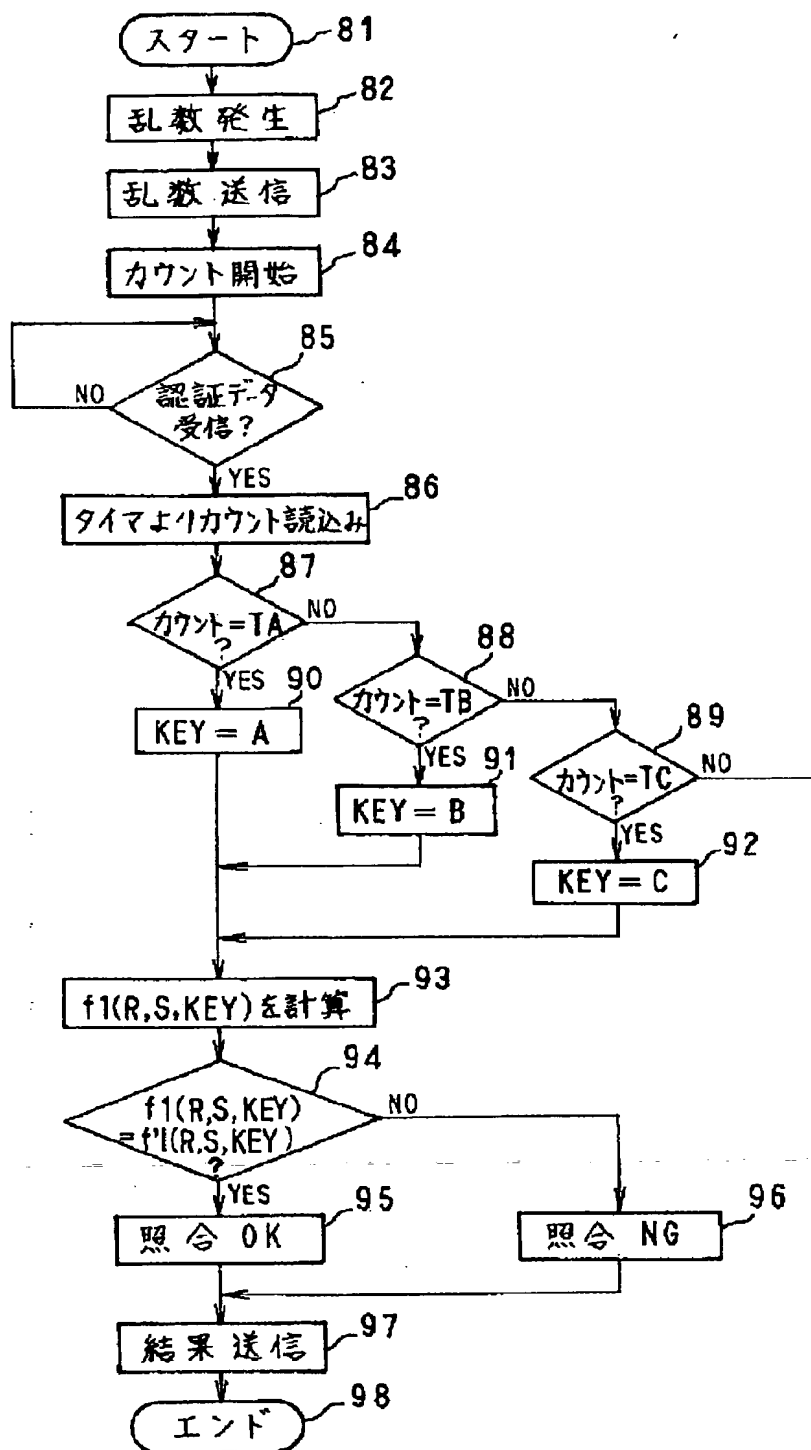 スタート
81
82
乱数発生
83
乱数送信
84
カウント開始
85
認証データ
受信?
NO
YES
86
タイマよりカウント読込み
87
カウント=TA
?
NO
YES
88
カウント=TB
?
NO
YES
89
カウント=TC
?
NO
YES
90
KEY = A
91
KEY = B
92
KEY = C
93
f1(R,S,KEY)を計算
94
f1(R,S,KEY)
=f'1(R,S,KEY)
?
NO
YES
95
照合 OK
96
照合 NG
97
結果送信
98
エンド